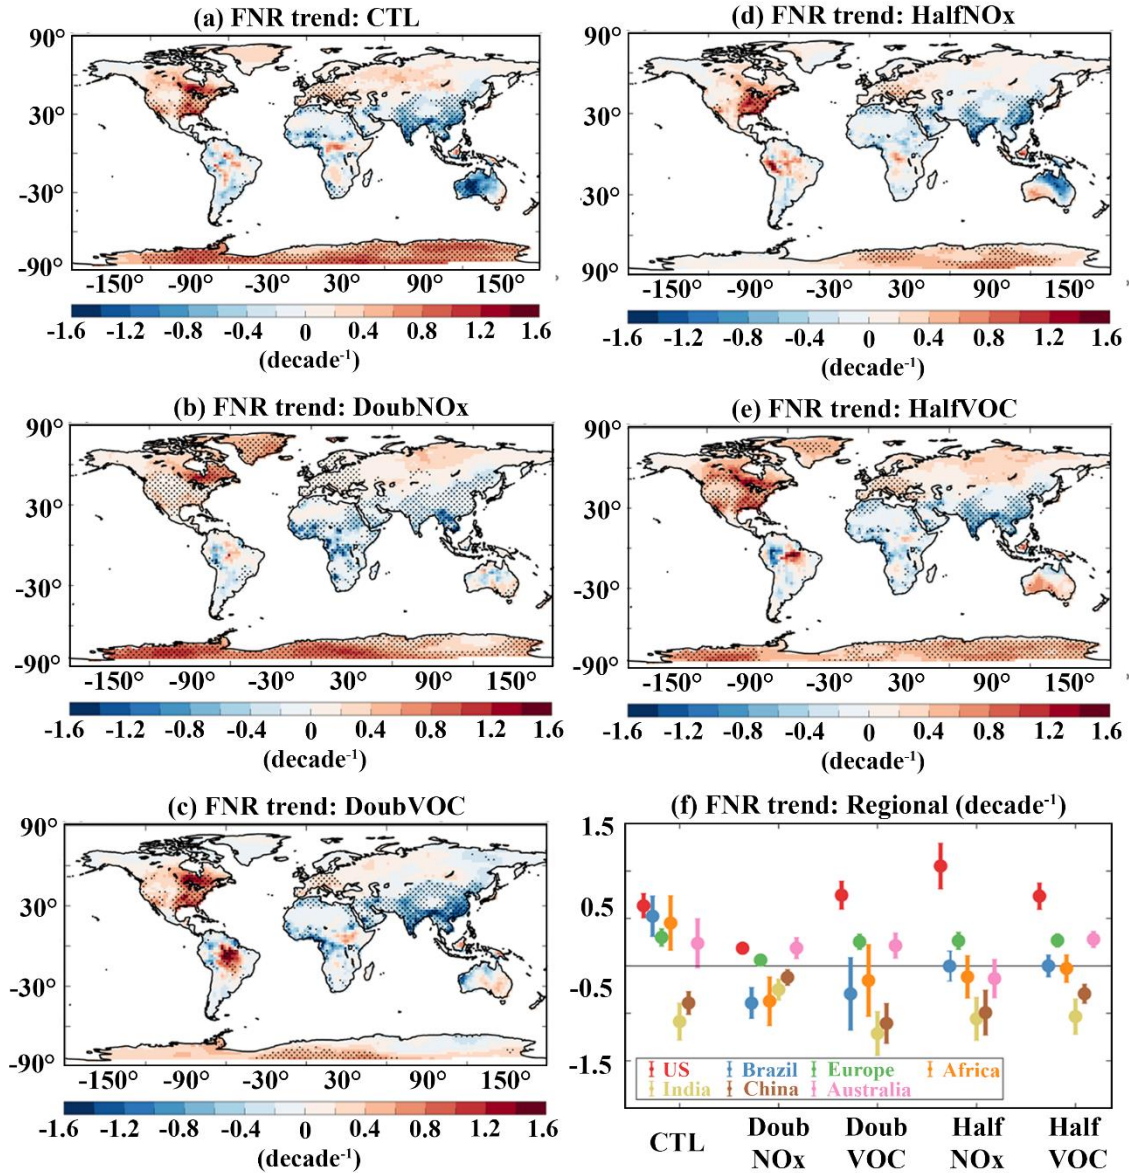 (a) FNR trend: CTL
90°
30°
-30°
-90°
-150° -90° -30° 30° 90° 150°
-1.6 -1.2 -0.8 -0.4 0 0.4 0.8 1.2 1.6
(decade⁻¹)
(d) FNR trend: HalfNOx
90°
30°
-30°
90°
-150° -90° -30° 30° 90° 150°
-1.6 -1.2 -0.8 -0.4 0 0.4 0.8 1.2 1.6
(decade⁻¹)
(b) FNR trend: DoubNOx
90°
30°
-30°
-90°
-150° -90° -30° 30° 90° 150°
-1.6 -1.2 -0.8 -0.4 0 0.4 0.8 1.2 1.6
(decade⁻¹)
(e) FNR trend: HalfVOC
90°
30°
-30°
-90°
-150° -90° -30° 30° 90° 150°
-1.6 -1.2 -0.8 -0.4 0 0.4 0.8 1.2 1.6
(decade⁻¹)
(c) FNR trend: DoubVOC
90°
30°
-30°
-90°
-150° -90° -30° 30° 90° 150°
-1.6 -1.2 -0.8 -0.4 0 0.4 0.8 1.2 1.6
(decade⁻¹)
(f) FNR trend: Regional (decade⁻¹)
1.5
0.5
-0.5
-1.5
US Brazil Europe Africa
India China Australia
CTL Doub Doub Half Half
NOx VOC NOx VOC